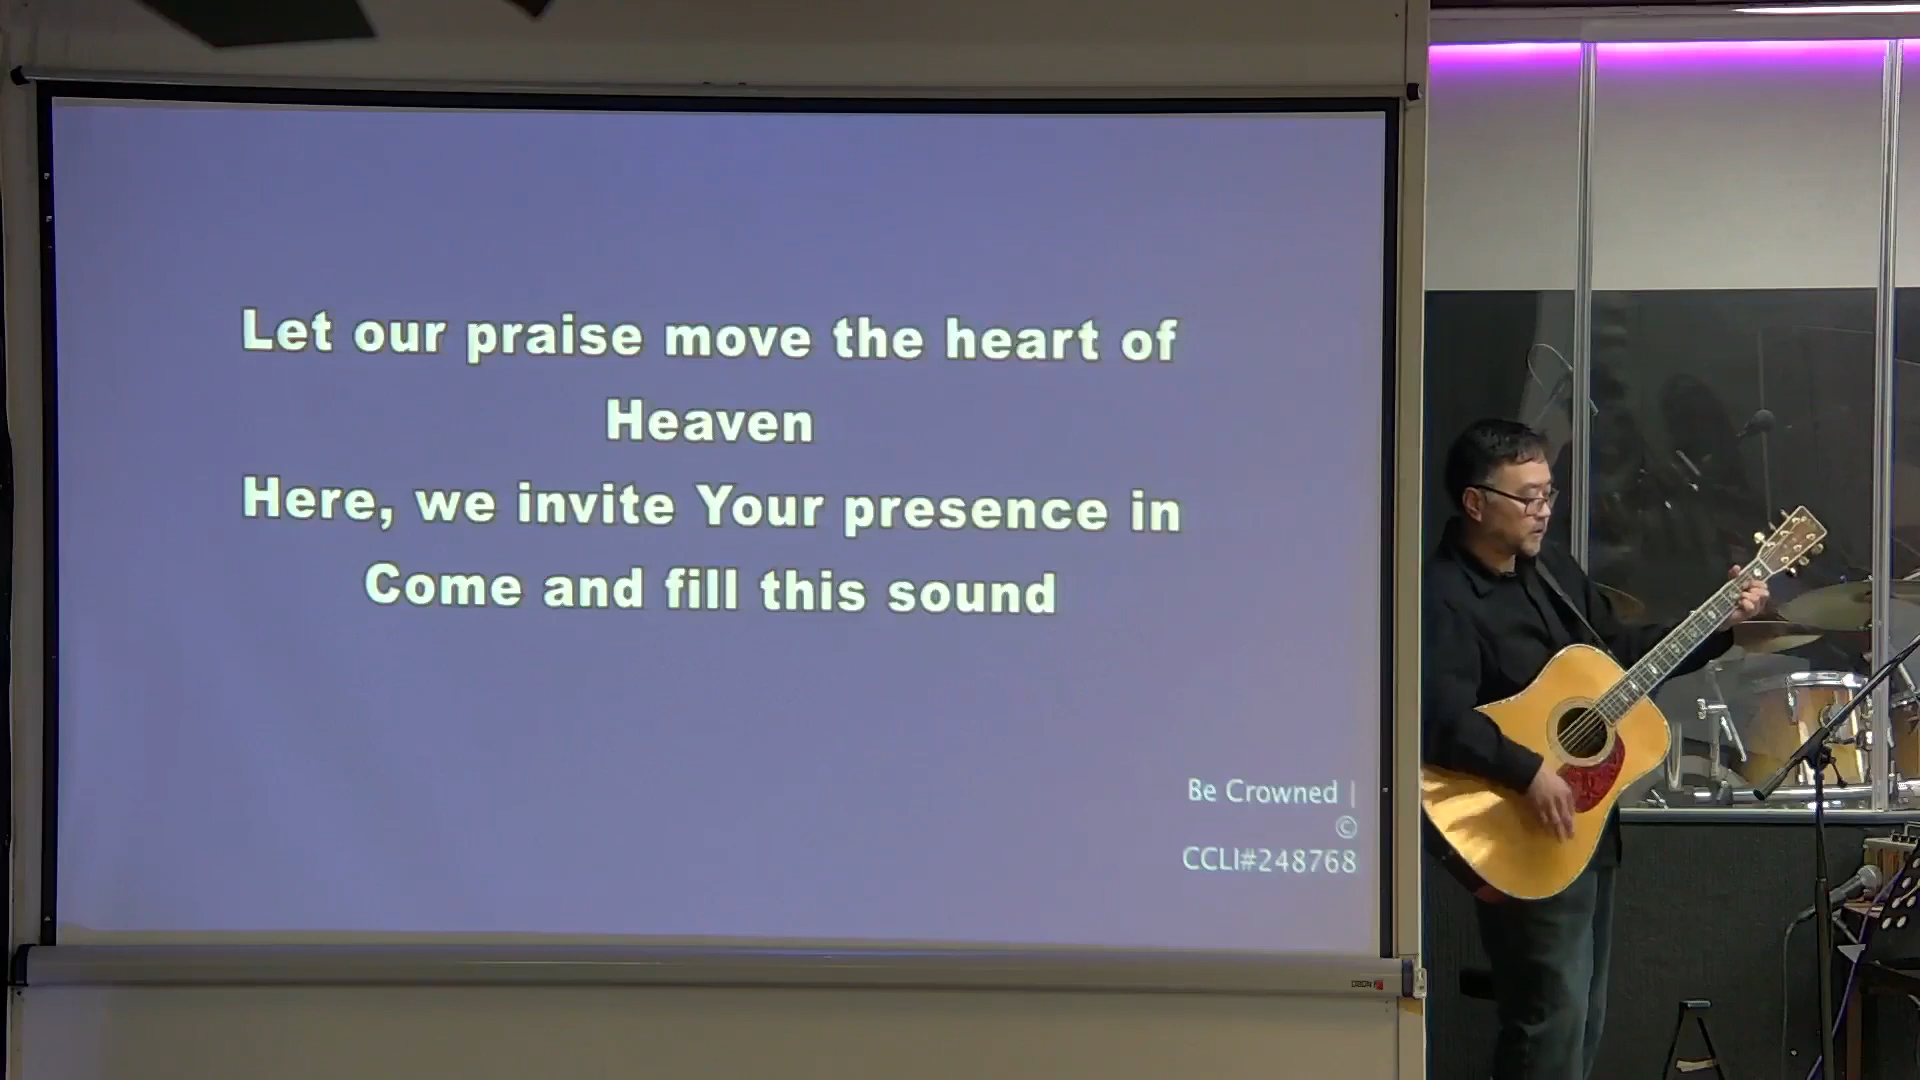 Let our praise move the heart of
Heaven
Here, we invite Your presence in
Come and fill this sound
Be Crowned |
©
CCLI#248768